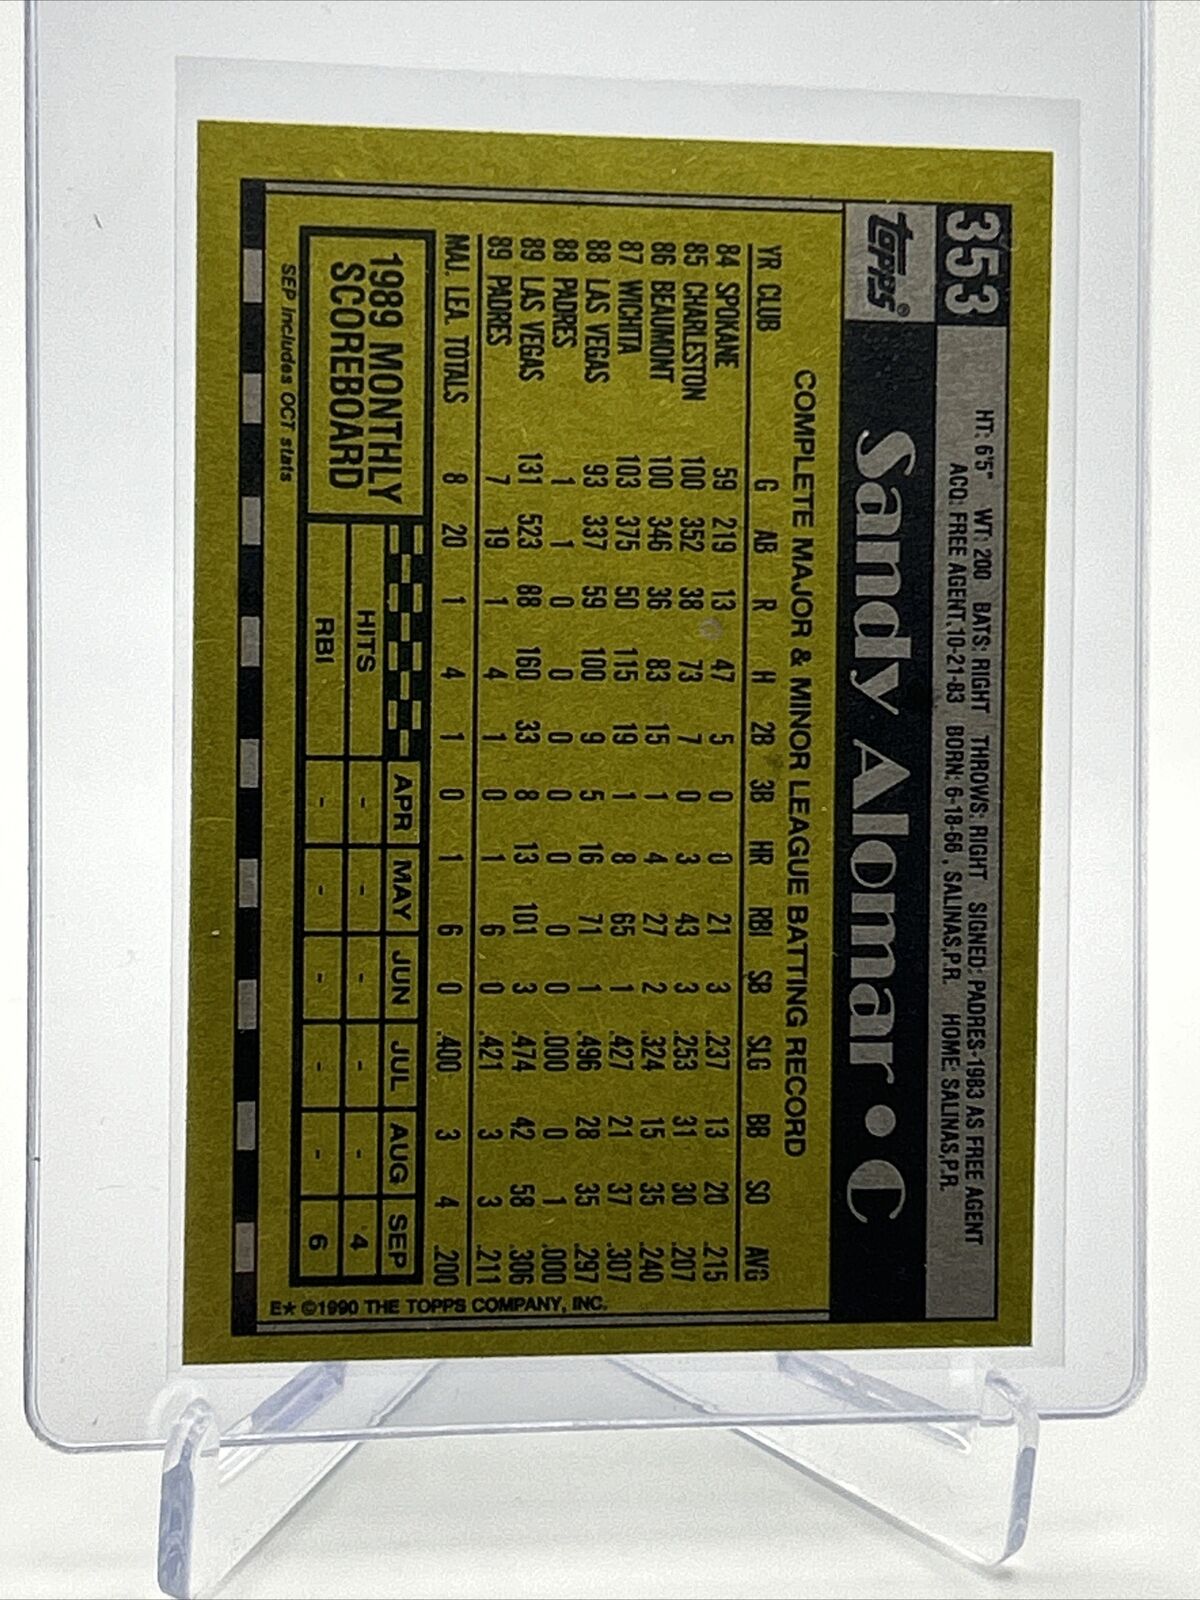 353
HT: 6'5" WT: 200 BATS: RIGHT THROWS: RIGHT SIGNED: PADRES-1983 AS FREE AGENT
ACQ: FREE AGENT, 10-21-83 BORN: 6-18-66, SALINAS,P.R. HOME: SALINAS,P.R.
TOPPS®
Sandy Alomar • C
COMPLETE MAJOR & MINOR LEAGUE BATTING RECORD
YR CLUB G AB R H 2B 3B HR RBI SB SLG BB SO AVG
84 SPOKANE 59 219 13 47 5 0 0 21 3 .237 13 20 .215
85 CHARLESTON 100 352 38 73 7 0 3 43 3 .253 31 30 .207
86 BEAUMONT 100 346 36 83 15 1 4 27 2 .324 15 35 .240
87 WICHITA 103 375 50 115 19 1 8 65 1 .427 21 37 .307
88 LAS VEGAS 93 337 59 100 9 5 16 71 1 .496 28 35 .297
88 PADRES 1 1 0 0 0 0 0 0 0 .000 0 1 .000
89 LAS VEGAS 131 523 88 160 33 8 13 101 3 .474 42 58 .306
89 PADRES 7 19 1 4 1 0 1 6 0 .421 3 3 .211
MAJ. LEA. TOTALS 8 20 1 4 1 0 1 6 0 .400 3 4 .200
1989 MONTHLY
SCOREBOARD
APR MAY JUN JUL AUG SEP
HITS - - - - - 4
RBI - - - - - 6
SEP includes OCT stats
E★ ©1990 THE TOPPS COMPANY, INC.